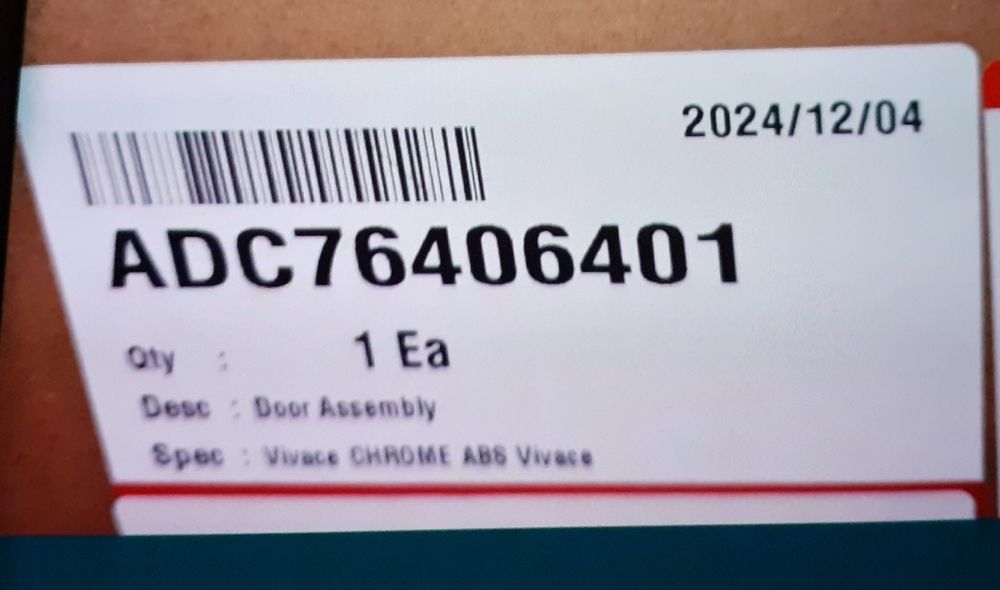 2024/12/04
ADC76406401
Qty : 1 Ea
Desc : Door Assembly
Spec : Vivace CHROME ABS Vivace